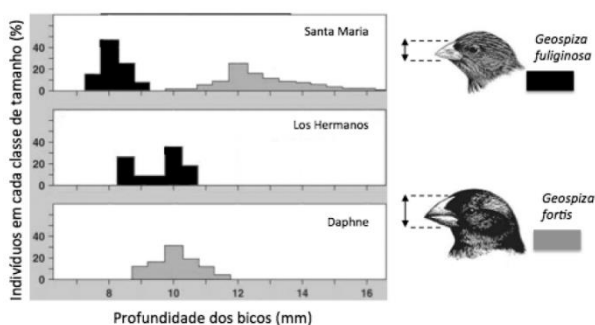 Indivíduos em cada classe de tamanho (%)
Santa Maria
40
20
0
Los Hermanos
40
20
0
Daphne
40
20
0
8 10 12 14 16
Profundidade dos bicos (mm)
Geospiza
fuliginosa
Geospiza
fortis